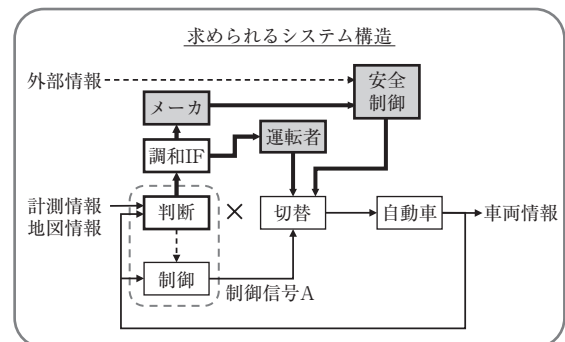 求められるシステム構造
外部情報
安全
制御
メーカ
運転者
調和IF
計測情報
地図情報
判断
×
切替
自動車
車両情報
制御
制御信号A